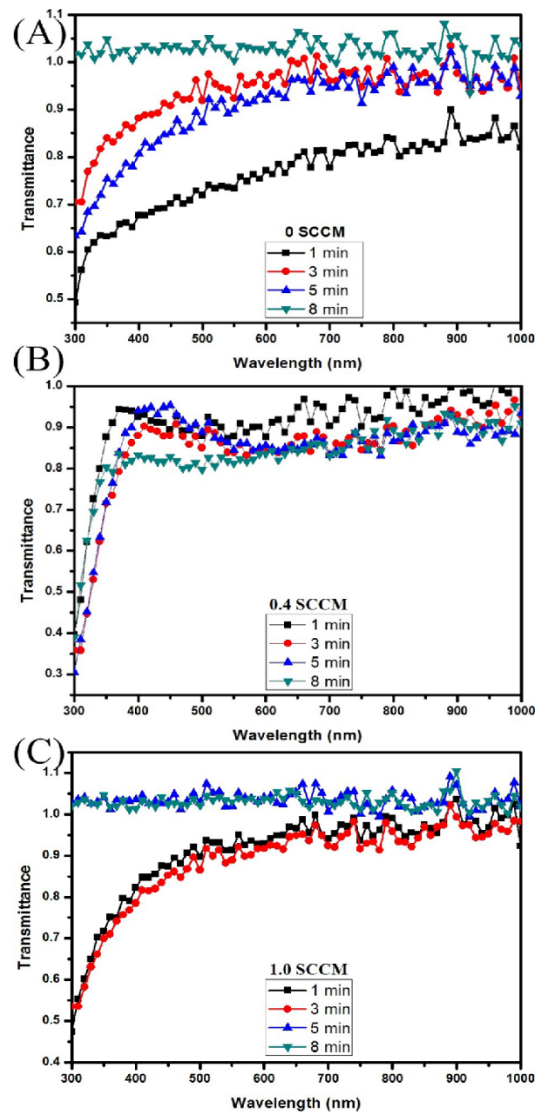 (A)
1.1
1.0
0.9
0.8
0.7
0.6
0.5
Transmittance
0 SCCM
1 min
3 min
5 min
8 min
300 400 500 600 700 800 900 1000
Wavelength (nm)
(B)
1.0
0.9
0.8
0.7
0.6
0.5
0.4
0.3
Transmittance
0.4 SCCM
1 min
3 min
5 min
8 min
300 400 500 600 700 800 900 1000
Wavelength (nm)
(C)
1.1
1.0
0.9
0.8
0.7
0.6
0.5
0.4
Transmittance
1.0 SCCM
1 min
3 min
5 min
8 min
300 400 500 600 700 800 900 1000
Wavelength (nm)